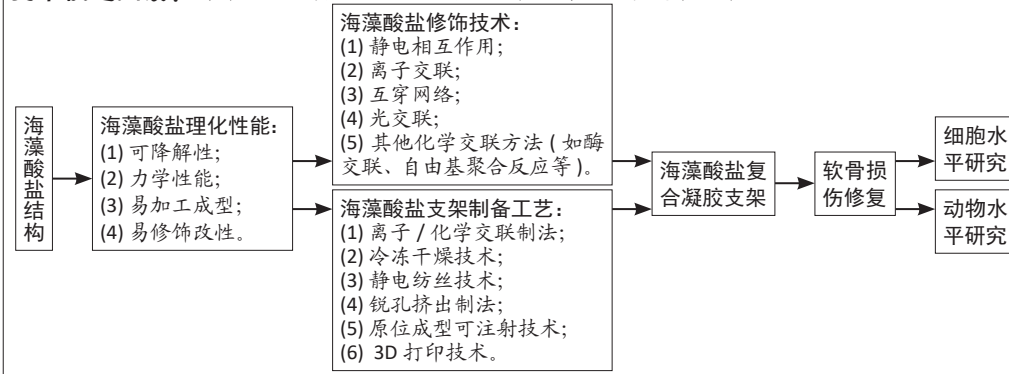 海藻酸盐结构
海藻酸盐理化性能：
(1) 可降解性；
(2) 力学性能；
(3) 易加工成型；
(4) 易修饰改性。
海藻酸盐修饰技术：
(1) 静电相互作用；
(2) 离子交联；
(3) 互穿网络；
(4) 光交联；
(5) 其他化学交联方法 ( 如酶
交联、自由基聚合反应等 )。
海藻酸盐支架制备工艺：
(1) 离子 / 化学交联制法；
(2) 冷冻干燥技术；
(3) 静电纺丝技术；
(4) 锐孔挤出制法；
(5) 原位成型可注射技术；
(6) 3D 打印技术。
海藻酸盐复
合凝胶支架
软骨损
伤修复
细胞水
平研究
动物水
平研究